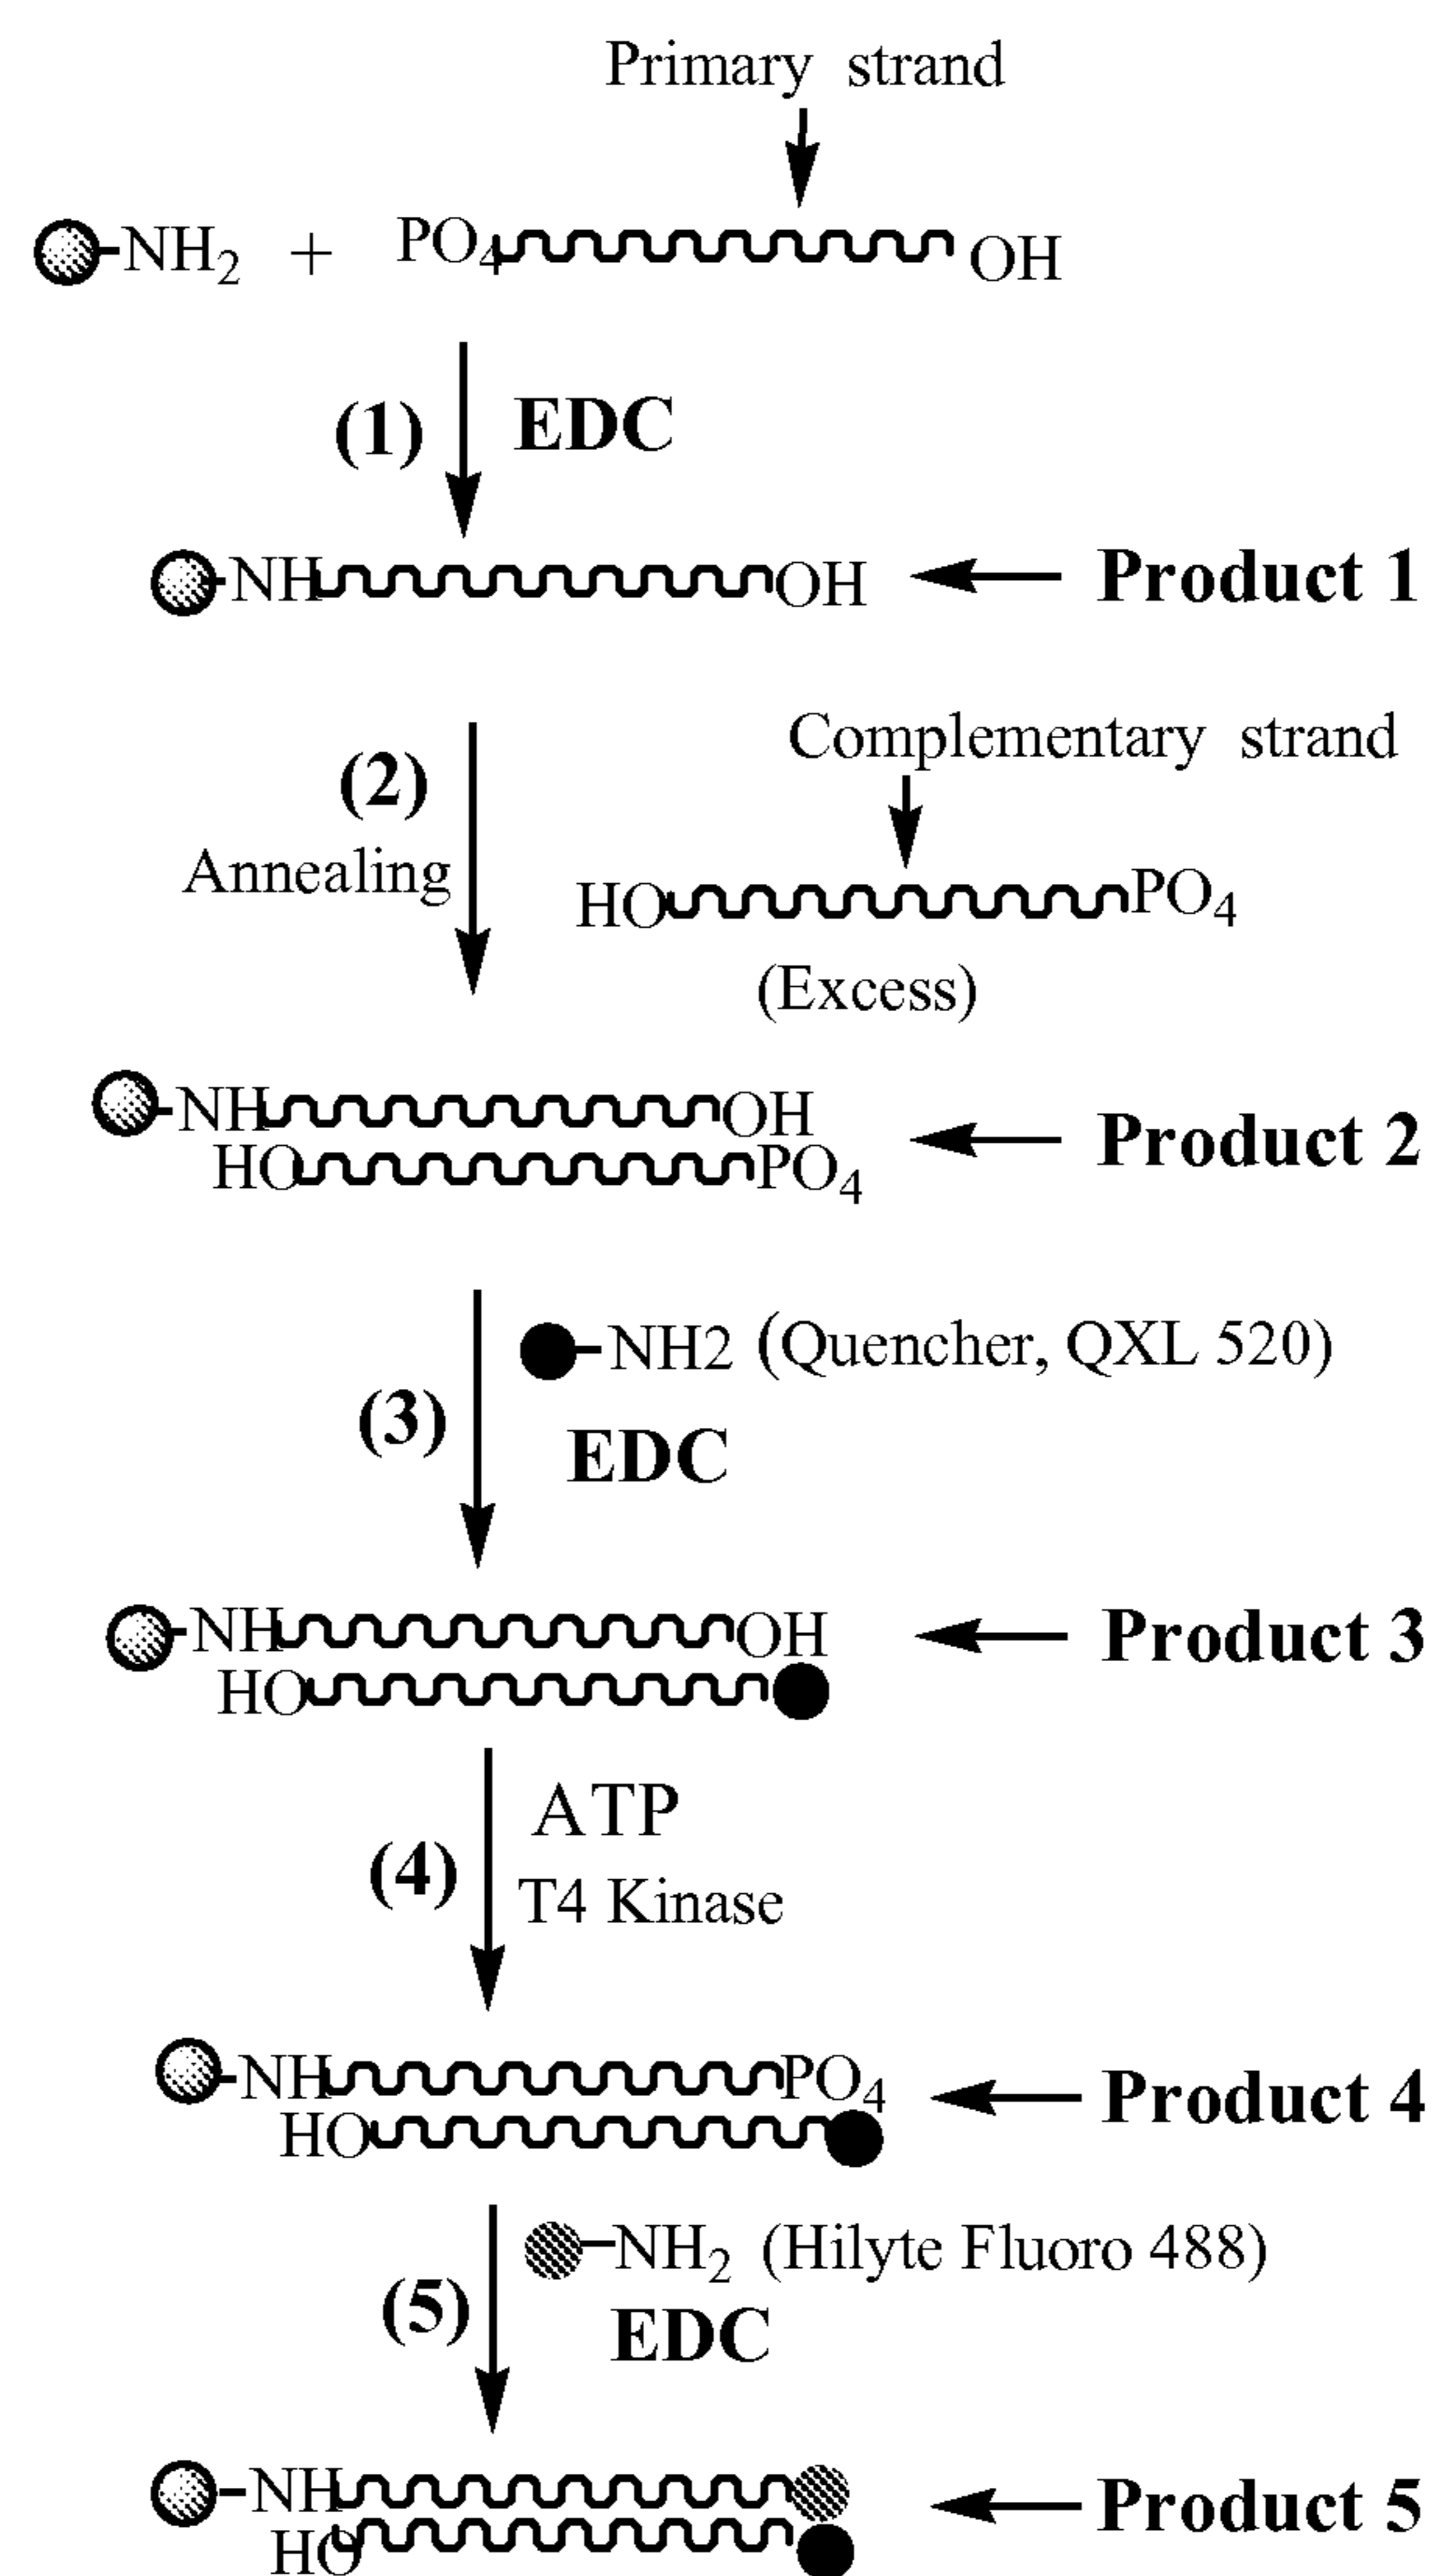 Primary strand
NH2 + PO4 OH
(1) EDC
NH OH Product 1
Complementary strand
(2)
Annealing
HO PO4
(Excess)
NH OH
HO PO4
Product 2
NH2 (Quencher, QXL 520)
(3)
EDC
NH OH
HO
Product 3
ATP
(4)
T4 Kinase
NH PO4
HO
Product 4
NH2 (Hilyte Fluoro 488)
(5)
EDC
NH
HO
Product 5